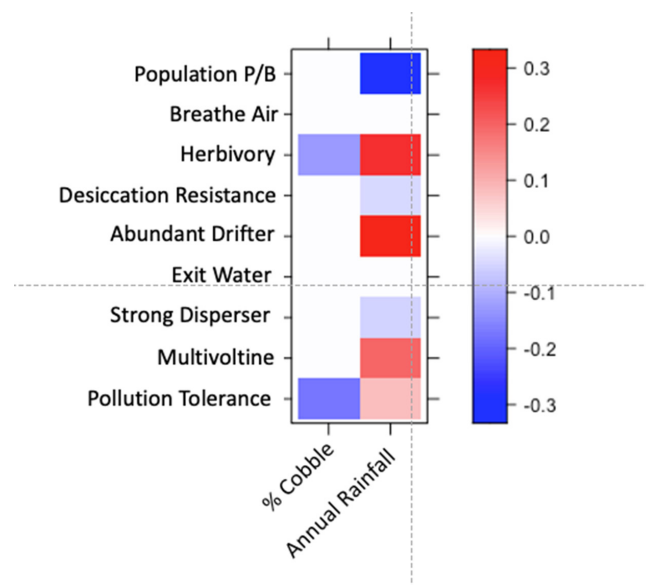 Population P/B
Breathe Air
Herbivory
Desiccation Resistance
Abundant Drifter
Exit Water
Strong Disperser
Multivoltine
Pollution Tolerance
% Cobble
Annual Rainfall
0.3
0.2
0.1
0.0
-0.1
-0.2
-0.3